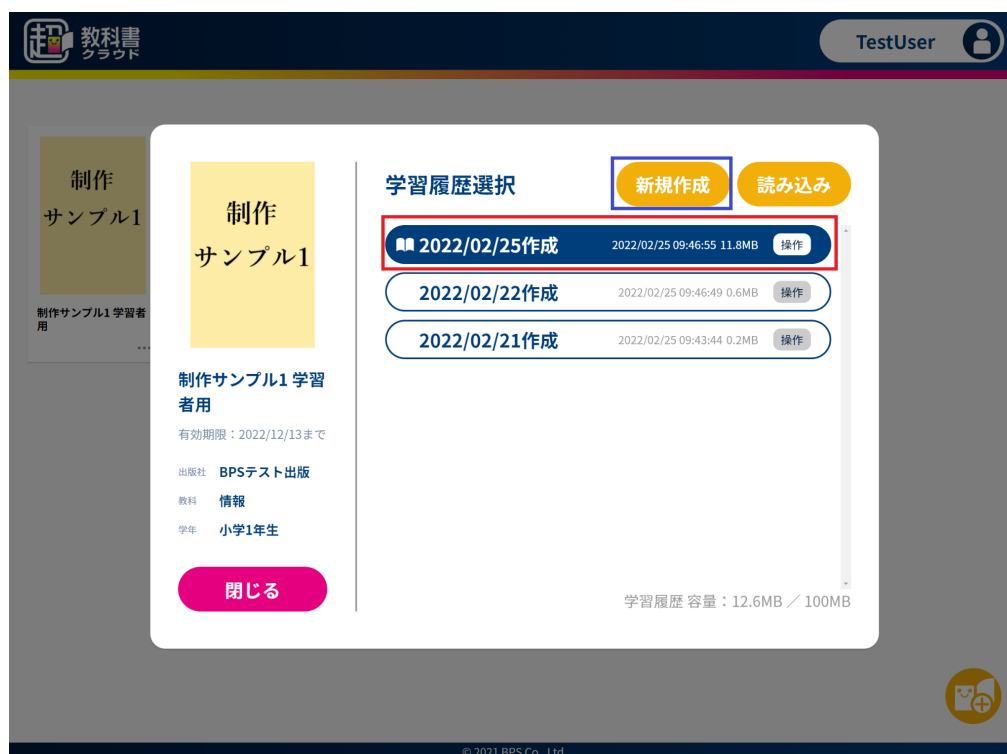 超 教科書
クラウド
TestUser
制作
サンプル1
制作サンプル1 学習者
用
...
制作
サンプル1
制作サンプル1 学習
者用
有効期限：2022/12/13まで
出版社 BPSテスト出版
教科 情報
学年 小学1年生
閉じる
学習履歴選択
新規作成
読み込み
2022/02/25作成 2022/02/25 09:46:55 11.8MB 操作
2022/02/22作成 2022/02/25 09:46:49 0.6MB 操作
2022/02/21作成 2022/02/25 09:43:44 0.2MB 操作
学習履歴 容量：12.6MB ／ 100MB
© 2021 BPS Co., Ltd.